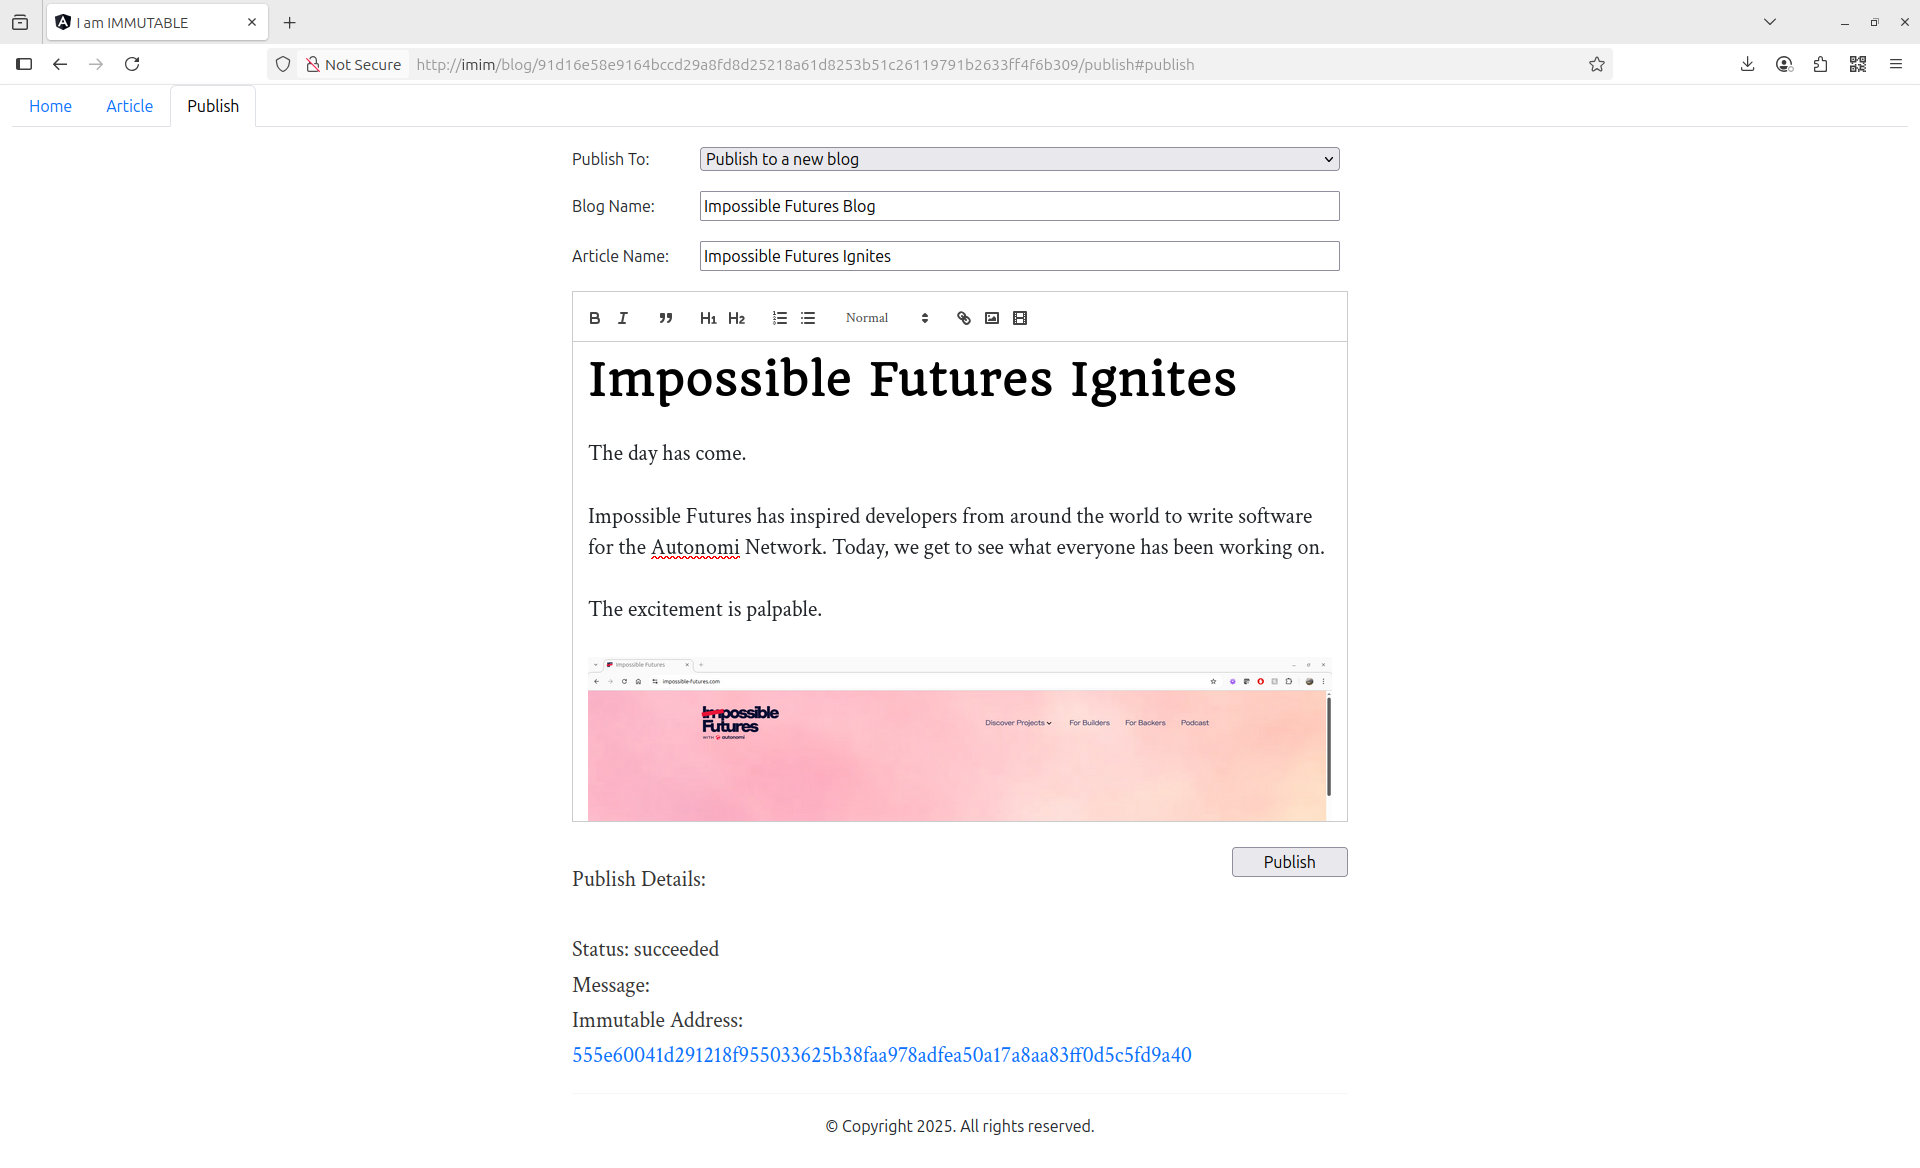 I am IMMUTABLE
Not Secure http://imim/blog/91d16e58e9164bccd29a8fd8d25218a61d8253b51c26119791b2633ff4f6b309/publish#publish
Home Article Publish
Publish To: Publish to a new blog
Blog Name: Impossible Futures Blog
Article Name: Impossible Futures Ignites
B I H1 H2 Normal
Impossible Futures Ignites
The day has come.
Impossible Futures has inspired developers from around the world to write software
for the Autonomi Network. Today, we get to see what everyone has been working on.
The excitement is palpable.
Impossible Futures
impossible-futures.com
Impossible
Futures
WITH autonomi
Discover Projects For Builders For Backers Podcast
Publish
Publish Details:
Status: succeeded
Message:
Immutable Address:
555e60041d291218f955033625b38faa978adfea50a17a8aa83ff0d5c5fd9a40
© Copyright 2025. All rights reserved.